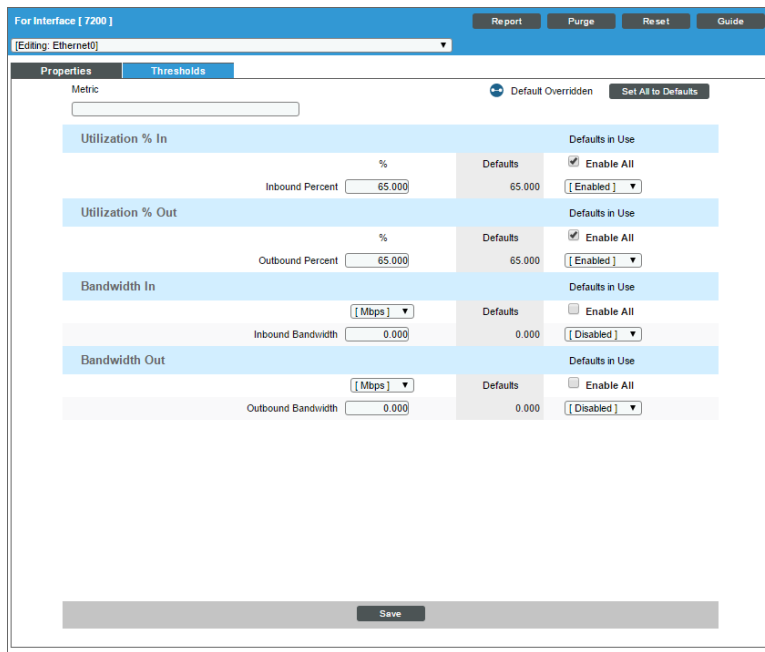 For Interface [ 7200 ] Report Purge Reset Guide
[Editing: Ethernet0]
Properties Thresholds
Metric Default Overridden Set All to Defaults
Utilization % In Defaults in Use
% Defaults Enable All
Inbound Percent 65.000 65.000 [ Enabled ]
Utilization % Out Defaults in Use
% Defaults Enable All
Outbound Percent 65.000 65.000 [ Enabled ]
Bandwidth In Defaults in Use
[ Mbps ] Defaults Enable All
Inbound Bandwidth 0.000 0.000 [ Disabled ]
Bandwidth Out Defaults in Use
[ Mbps ] Defaults Enable All
Outbound Bandwidth 0.000 0.000 [ Disabled ]
Save